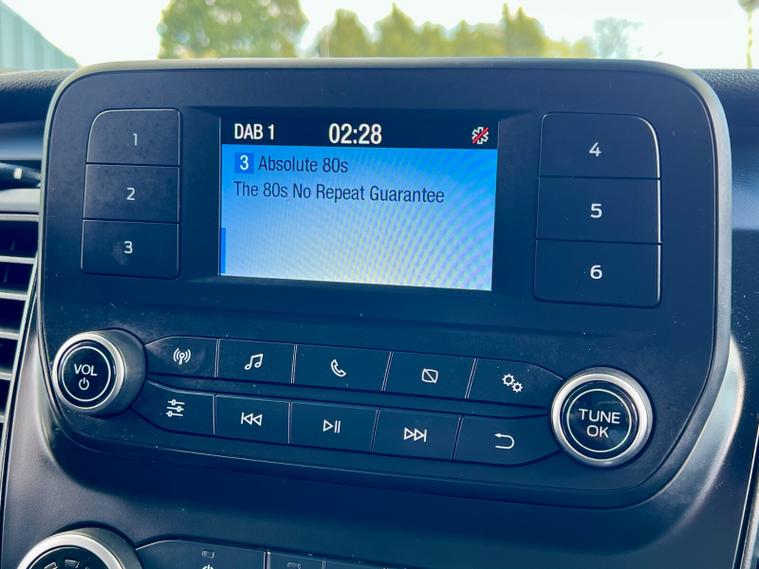 DAB 1 02:28
3 Absolute 80s
The 80s No Repeat Guarantee
1
2
3
4
5
6
VOL
TUNE
OK